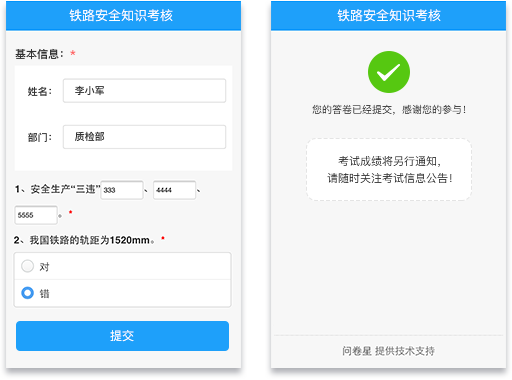 铁路安全知识考核
基本信息：*
姓名： 李小军
部门： 质检部
1、安全生产“三违” 333 、 4444 、
5555 。*
2、我国铁路的轨距为1520mm。*
对
错
提交
铁路安全知识考核
您的答卷已经提交，感谢您的参与！
考试成绩将另行通知，
请随时关注考试信息公告！
问卷星 提供技术支持